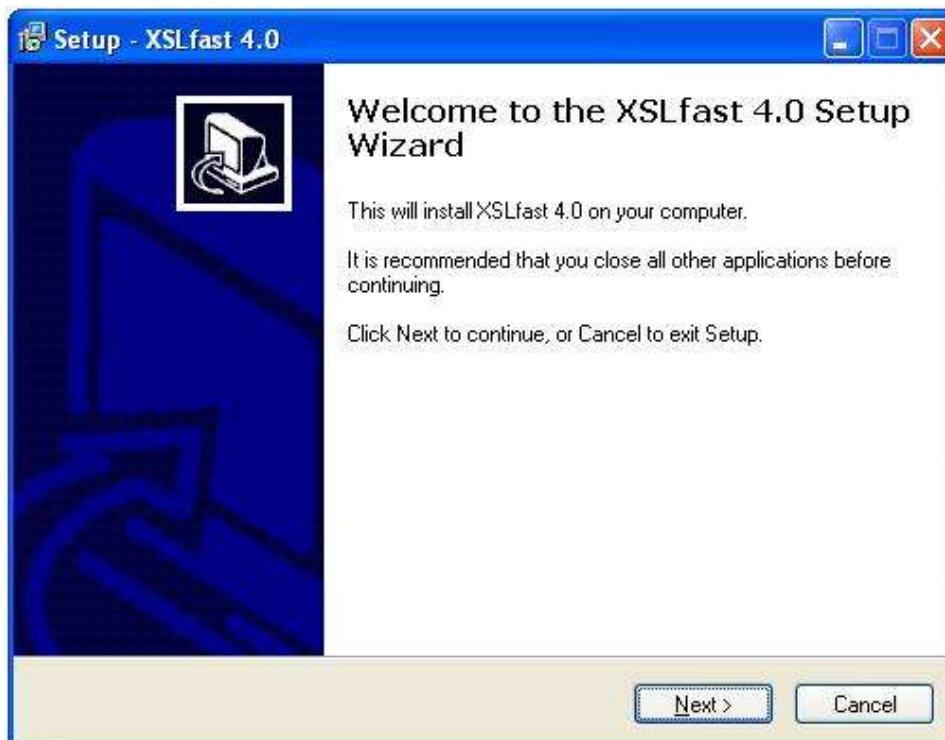 Setup - XSLfast 4.0
Welcome to the XSLfast 4.0 Setup
Wizard
This will install XSLfast 4.0 on your computer.
It is recommended that you close all other applications before
continuing.
Click Next to continue, or Cancel to exit Setup.
Next >
Cancel